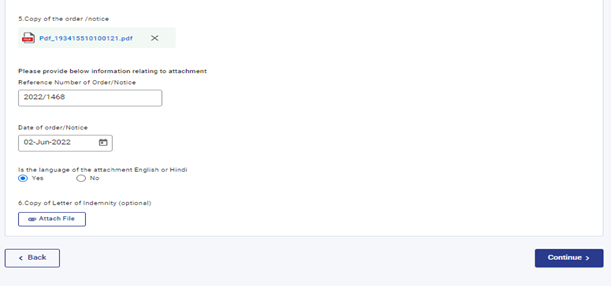 5.Copy of the order /notice
Pdf_193415510100121.pdf
Please provide below information relating to attachment
Reference Number of Order/Notice
2022/1468
Date of order/Notice
02-Jun-2022
Is the language of the attachment English or Hindi
Yes No
6.Copy of Letter of Indemnity (optional)
Attach File
Back Continue